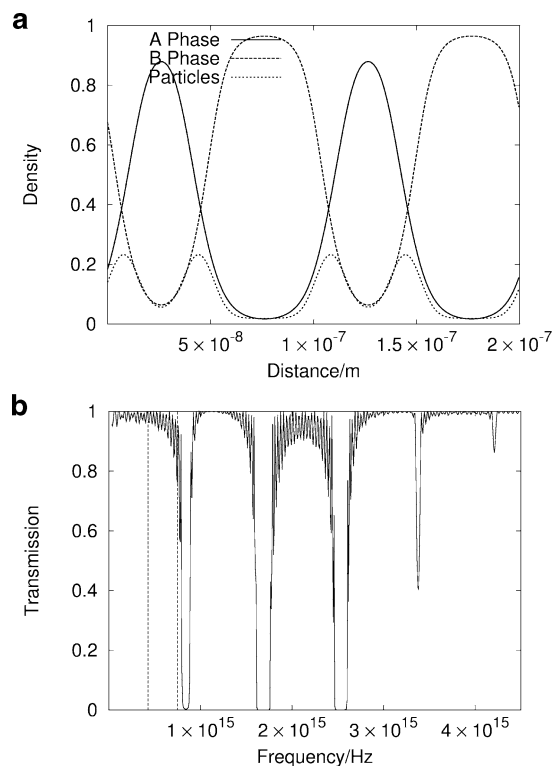 a
1
0.8
0.6
0.4
0.2
0
Density
A Phase
B Phase
Particles
5 × 10⁻⁸
1 × 10⁻⁷
1.5 × 10⁻⁷
2 × 10⁻⁷
Distance/m
b
1
0.8
0.6
0.4
0.2
0
Transmission
1 × 10¹⁵
2 × 10¹⁵
3 × 10¹⁵
4 × 10¹⁵
Frequency/Hz